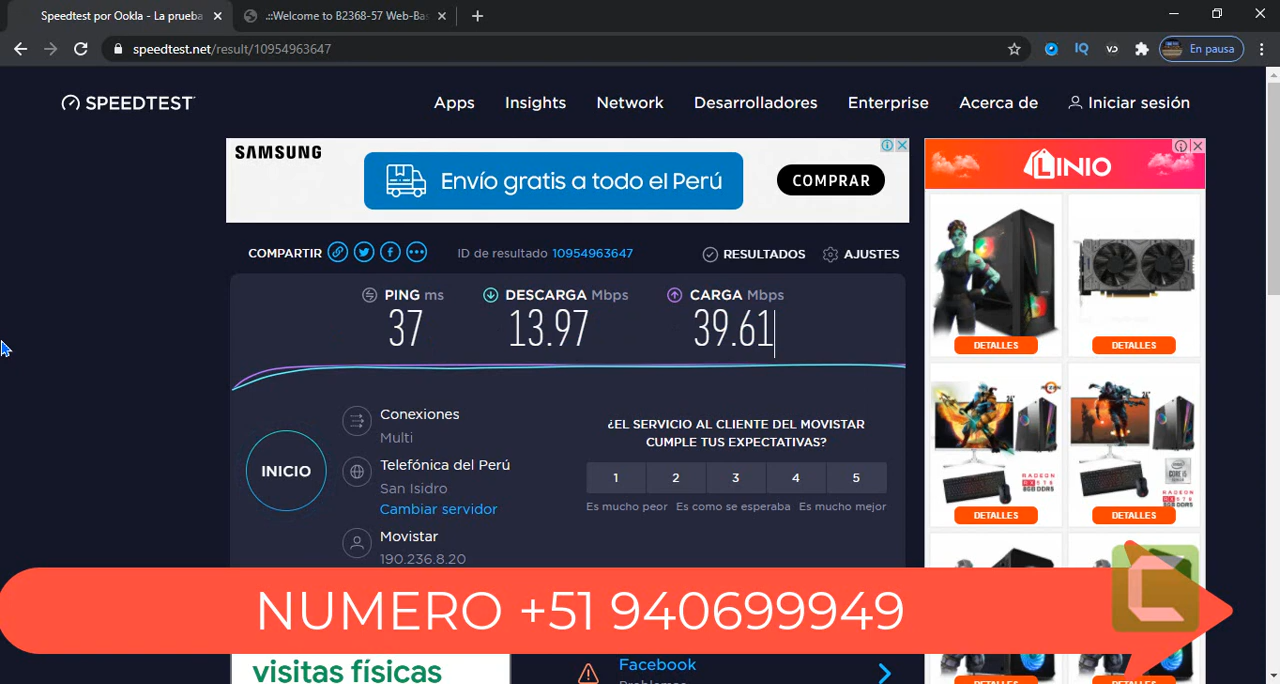 Speedtest por Ookla - La prueba
.::Welcome to B2368-57 Web-Bas
speedtest.net/result/10954963647
IQ
En pausa
SPEEDTEST
Apps
Insights
Network
Desarrolladores
Enterprise
Acerca de
Iniciar sesión
SAMSUNG
Envío gratis a todo el Perú
COMPRAR
LINIO
COMPARTIR
ID de resultado 10954963647
RESULTADOS
AJUSTES
PING ms
DESCARGA Mbps
CARGA Mbps
37
13.97
39.61
DETALLES
DETALLES
Conexiones
Multi
¿EL SERVICIO AL CLIENTE DEL MOVISTAR
CUMPLE TUS EXPECTATIVAS?
INICIO
Telefónica del Perú
San Isidro
Cambiar servidor
1
2
3
4
5
Es mucho peor
Es como se esperaba
Es mucho mejor
Movistar
190.236.8.20
DETALLES
DETALLES
NUMERO +51 940699949
visitas físicas
Facebook